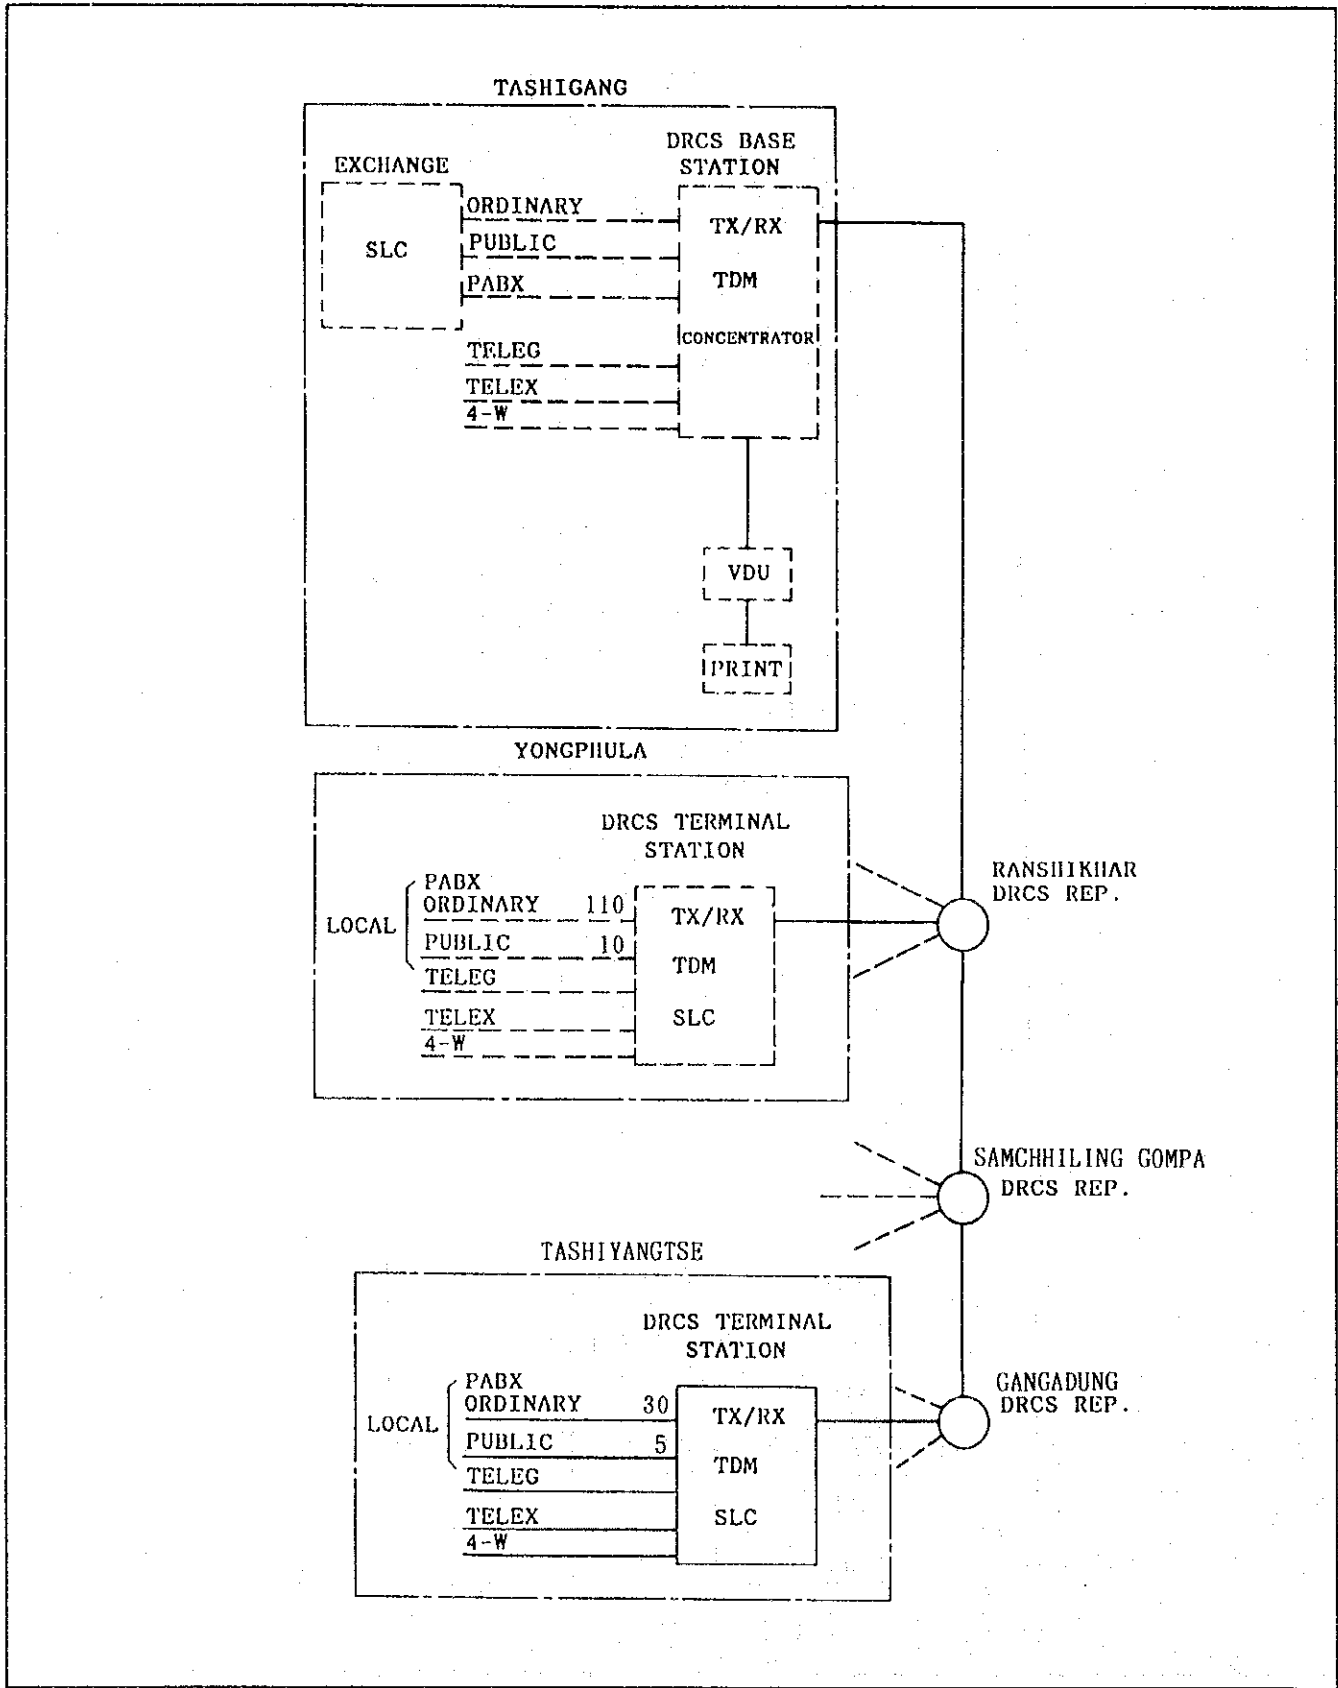 TASHIGANG
EXCHANGE
SLC
ORDINARY
PUBLIC
PABX
TELEG
TELEX
4-W
DRCS BASE
STATION
TX/RX
TDM
CONCENTRATOR
VDU
PRINT
YONGPHULA
DRCS TERMINAL
STATION
LOCAL
PABX
ORDINARY 110
PUBLIC 10
TELEG
TELEX
4-W
TX/RX
TDM
SLC
RANSHIKHAR
DRCS REP.
SAMCHHILING GOMPA
DRCS REP.
TASHIYANGTSE
DRCS TERMINAL
STATION
LOCAL
PABX
ORDINARY 30
PUBLIC 5
TELEG
TELEX
4-W
TX/RX
TDM
SLC
GANGADUNG
DRCS REP.